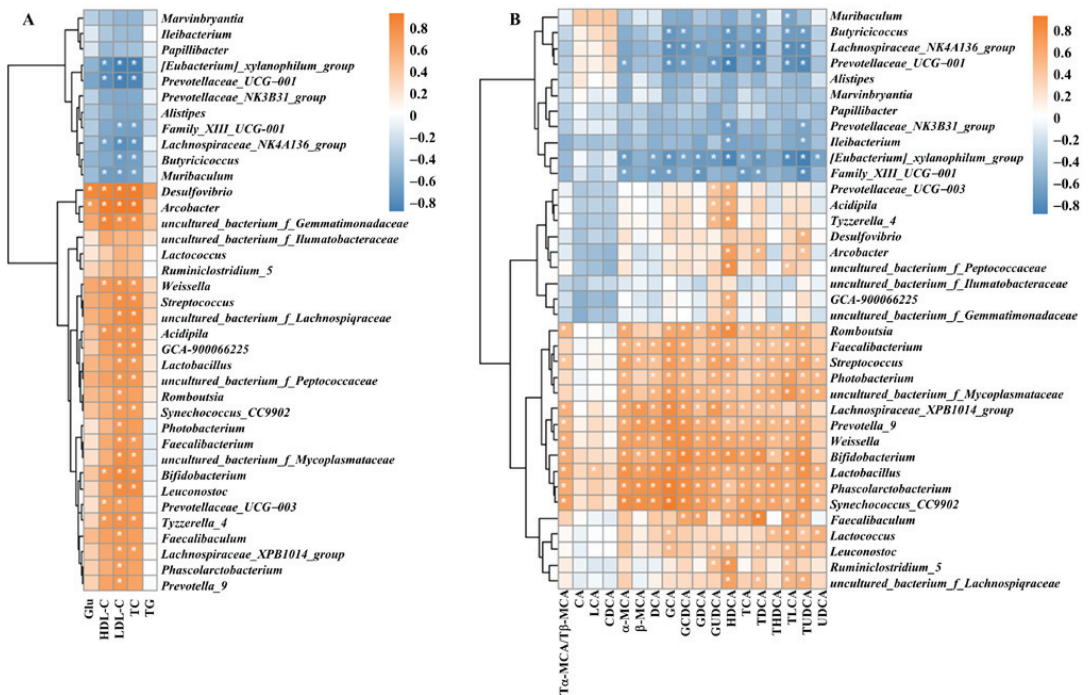 A
Marvinbryantia
Ileibacterium
Papillibacter
[Eubacterium]_xylanophilum_group
Prevotellaceae_UCG-001
Prevotellaceae_NK3B31_group
Alistipes
Family_XIII_UCG-001
Lachnospiraceae_NK4A136_group
Butyricicoccus
Muribaculum
Desulfovibrio
Arcobacter
uncultured_bacterium_f_Gemmatimonadaceae
uncultured_bacterium_f_Ilumatobacteraceae
Lactococcus
Ruminiclostridium_5
Weissella
Streptococcus
uncultured_bacterium_f_Lachnospiqraceae
Acidipila
GCA-900066225
Lactobacillus
uncultured_bacterium_f_Peptococcaceae
Romboutsia
Synechococcus_CC9902
Photobacterium
Faecalibacterium
uncultured_bacterium_f_Mycoplasmataceae
Bifidobacterium
Leuconostoc
Prevotellaceae_UCG-003
Tyzzerella_4
Faecalibaculum
Lachnospiraceae_XPB1014_group
Phascolarctobacterium
Prevotella_9
Glu
HDL-C
LDL-C
TC
TG
0.8
0.6
0.4
0.2
0
−0.2
−0.4
−0.6
−0.8
B
Muribaculum
Butyricicoccus
Lachnospiraceae_NK4A136_group
Prevotellaceae_UCG-001
Alistipes
Marvinbryantia
Papillibacter
Prevotellaceae_NK3B31_group
Ileibacterium
[Eubacterium]_xylanophilum_group
Family_XIII_UCG-001
Prevotellaceae_UCG-003
Acidipila
Tyzzerella_4
Desulfovibrio
Arcobacter
uncultured_bacterium_f_Peptococcaceae
uncultured_bacterium_f_Ilumatobacteraceae
GCA-900066225
uncultured_bacterium_f_Gemmatimonadaceae
Romboutsia
Faecalibacterium
Streptococcus
Photobacterium
uncultured_bacterium_f_Mycoplasmataceae
Lachnospiraceae_XPB1014_group
Prevotella_9
Weissella
Bifidobacterium
Lactobacillus
Phascolarctobacterium
Synechococcus_CC9902
Faecalibaculum
Lactococcus
Leuconostoc
Ruminiclostridium_5
uncultured_bacterium_f_Lachnospiqraceae
Tα-MCA/Tβ-MCA
CA
LCA
CDCA
α-MCA
β-MCA
DCA
GCA
GCDCA
GDCA
GUDCA
HDCA
TCA
TDCA
THDCA
TLCA
TUDCA
UDCA
0.8
0.6
0.4
0.2
0
−0.2
−0.4
−0.6
−0.8